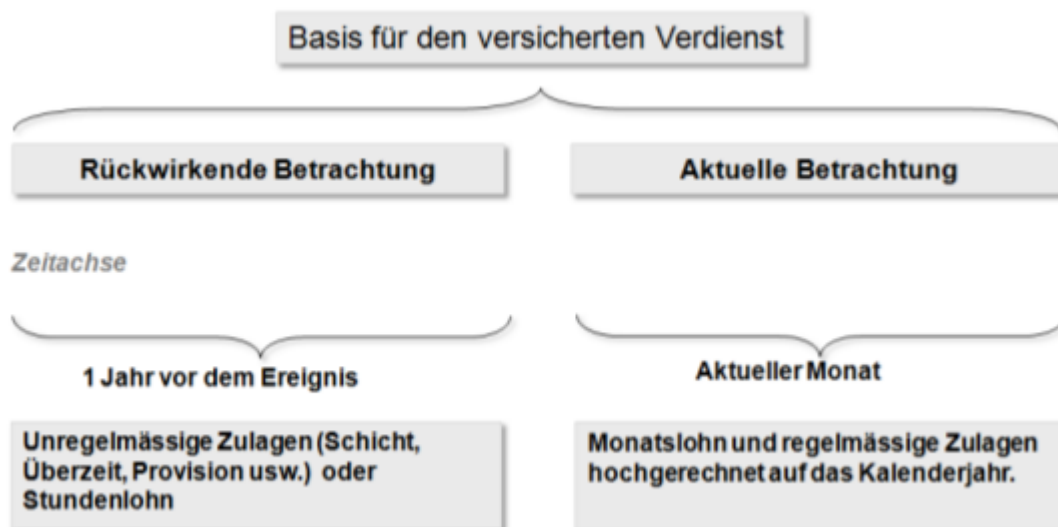 Basis für den versicherten Verdienst
Rückwirkende Betrachtung
Aktuelle Betrachtung
Zeitachse
1 Jahr vor dem Ereignis
Aktueller Monat
Unregelmässige Zulagen (Schicht,
Überzeit, Provision usw.) oder
Stundenlohn
Monatslohn und regelmässige Zulagen
hochgerechnet auf das Kalenderjahr.